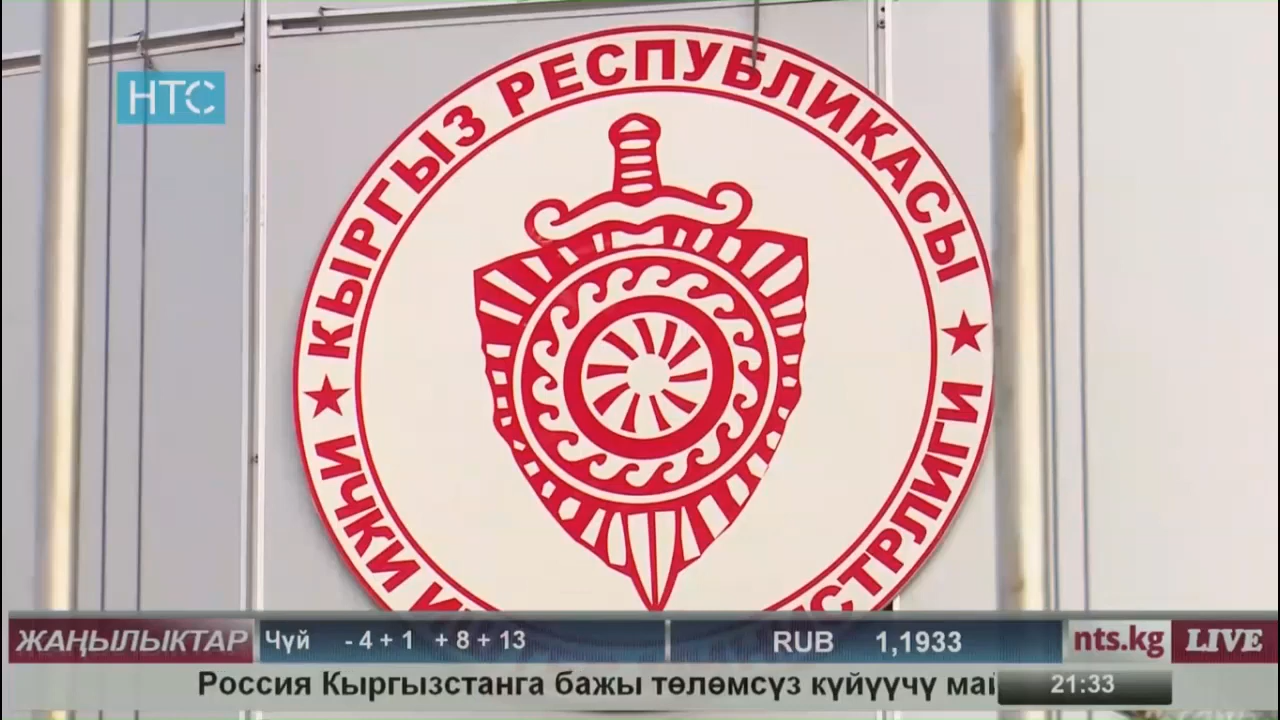 НТС
КЫРГЫЗ РЕСПУБЛИКАСЫ
ИЧКИ
ЖАҢЫЛЫКТАР Чүй - 4 + 1 + 8 + 13 RUB 1,1933 nts.kg LIVE
Россия Кыргызстанга бажы төлөмсүз күйүүчү 21:33